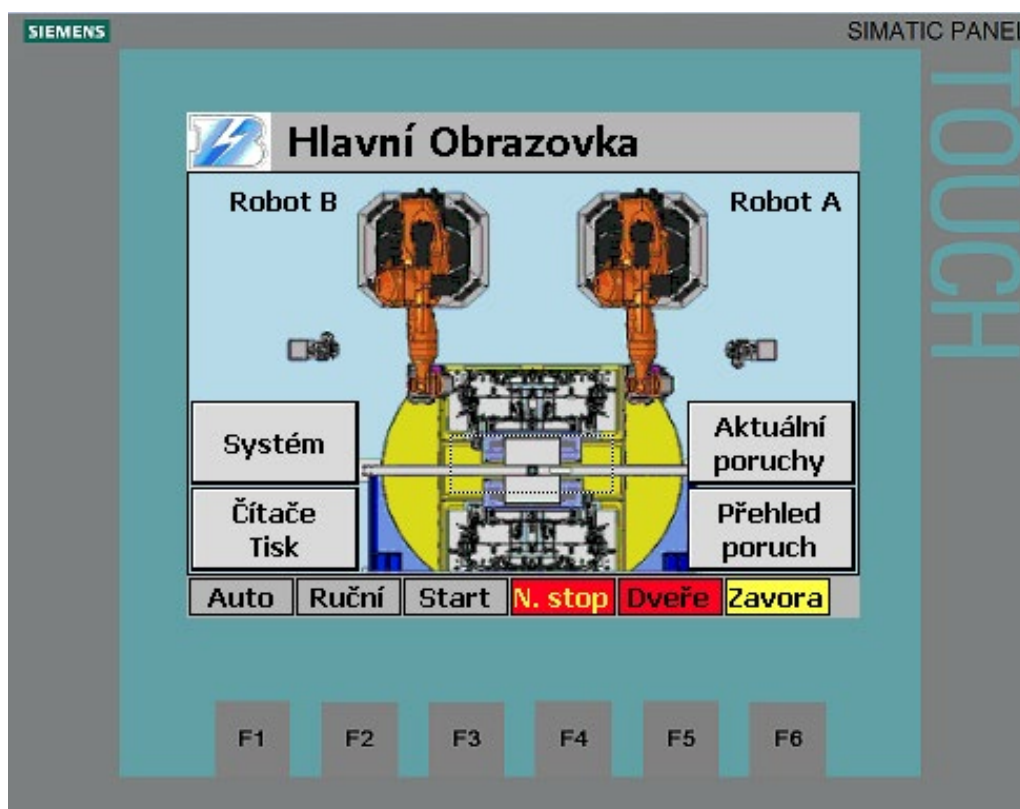 SIEMENS
SIMATIC PANEL
TOUCH
Hlavní Obrazovka
Robot B
Robot A
Systém
Aktuální
poruchy
Čítače
Tisk
Přehled
poruch
Auto
Ruční
Start
N. stop
Dveře
Zavora
F1
F2
F3
F4
F5
F6